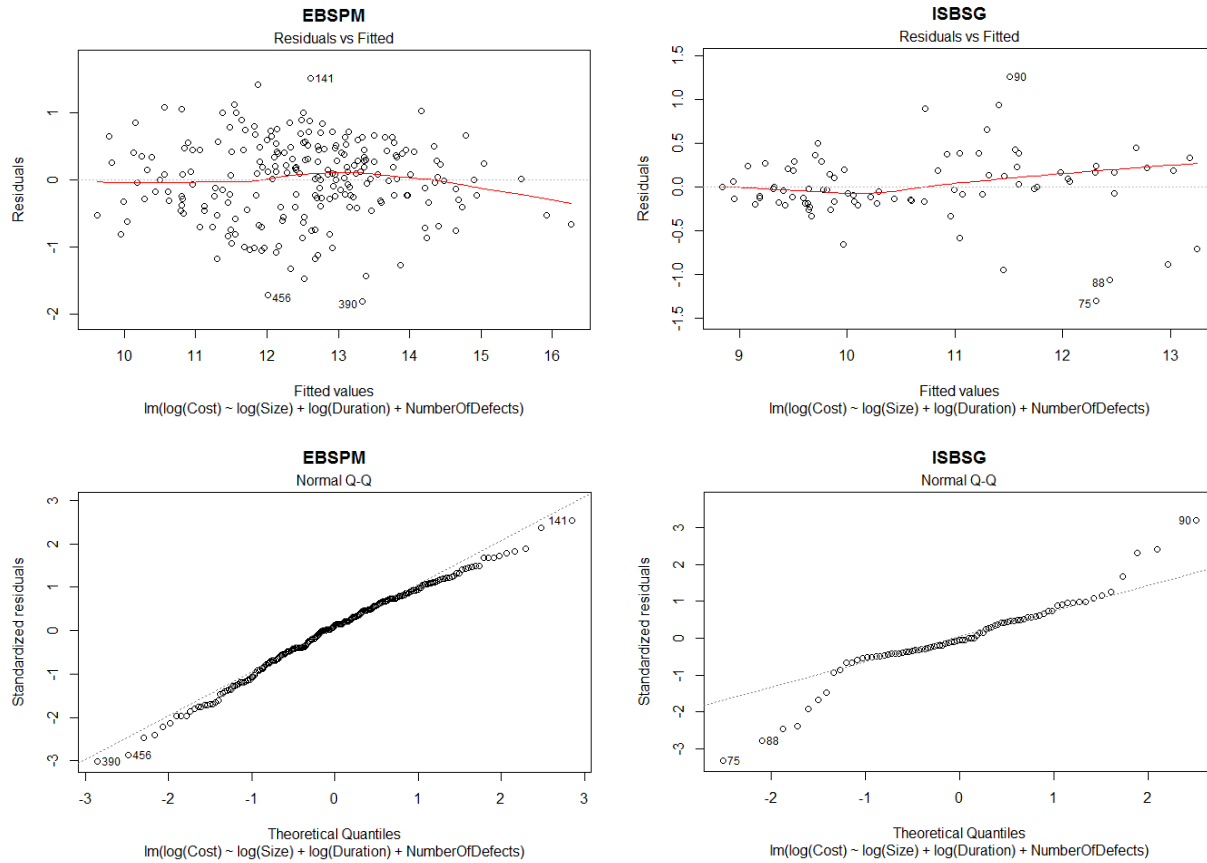 EBSPM
Residuals vs Fitted
141
456
390
1
0
-1
-2
Residuals
10 11 12 13 14 15 16
Fitted values
lm(log(Cost) ~ log(Size) + log(Duration) + NumberOfDefects)
ISBSG
Residuals vs Fitted
90
88
75
1.5
1.0
0.5
0.0
-0.5
-1.0
-1.5
Residuals
9 10 11 12 13
Fitted values
lm(log(Cost) ~ log(Size) + log(Duration) + NumberOfDefects)
EBSPM
Normal Q-Q
141
456
390
3
2
1
0
-1
-2
-3
Standardized residuals
-3 -2 -1 0 1 2 3
Theoretical Quantiles
lm(log(Cost) ~ log(Size) + log(Duration) + NumberOfDefects)
ISBSG
Normal Q-Q
90
88
75
3
2
1
0
-1
-2
-3
Standardized residuals
-2 -1 0 1 2
Theoretical Quantiles
lm(log(Cost) ~ log(Size) + log(Duration) + NumberOfDefects)